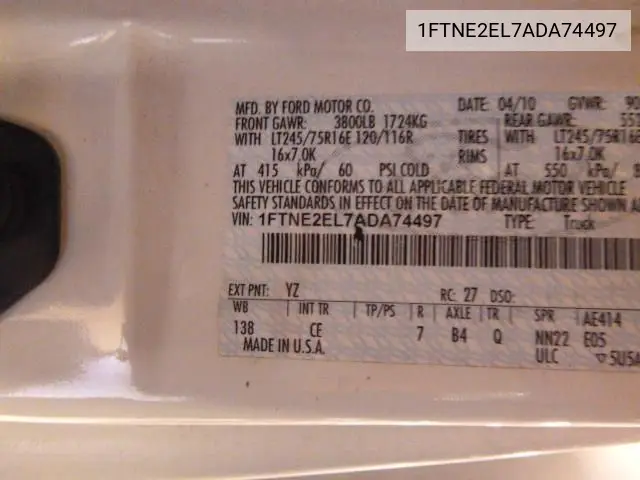 1FTNE2EL7ADA74497
MFD. BY FORD MOTOR CO. DATE: 04/10 GVWR:
FRONT GAWR: 3800LB 1724KG REAR GAWR:
WITH LT245/75R16E 120/116R TIRES WITH LT245/75R16E
16x7.0K RIMS 16x7.0K
AT 415 kPa/ 60 PSI COLD AT 550 kPa/
THIS VEHICLE CONFORMS TO ALL APPLICABLE FEDERAL MOTOR VEHICLE
SAFETY STANDARDS IN EFFECT ON THE DATE OF MANUFACTURE SHOWN
VIN: 1FTNE2EL7ADA74497 TYPE: Truck
EXT PNT: YZ RC: 27 DSO:
WB INT TR TP/PS R AXLE TR SPR AE414
138 CE 7 B4 Q NN22 E05
MADE IN U.S.A. ULC ▽5U5A